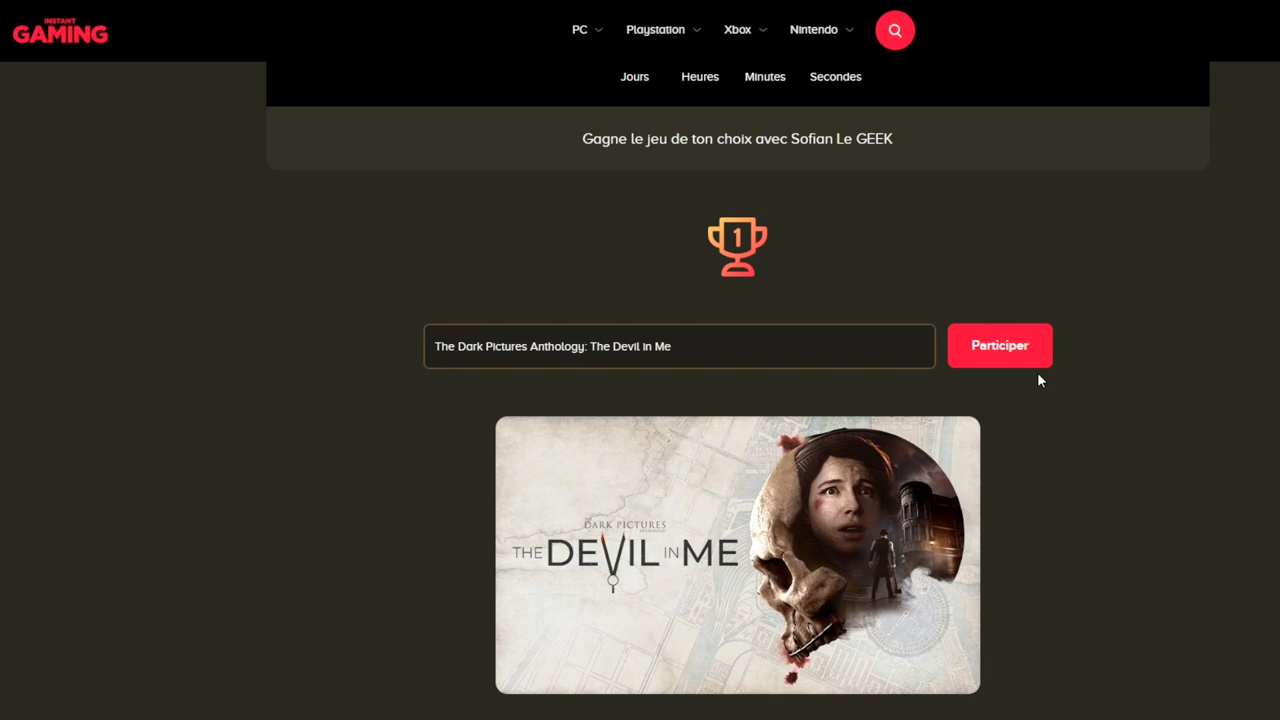 INSTANT
GAMING
PC
Playstation
Xbox
Nintendo
Jours
Heures
Minutes
Secondes
Gagne le jeu de ton choix avec Sofian Le GEEK
1
The Dark Pictures Anthology: The Devil in Me
Participer
THE
DARK PICTURES
ANTHOLOGY
THE DEVIL IN ME